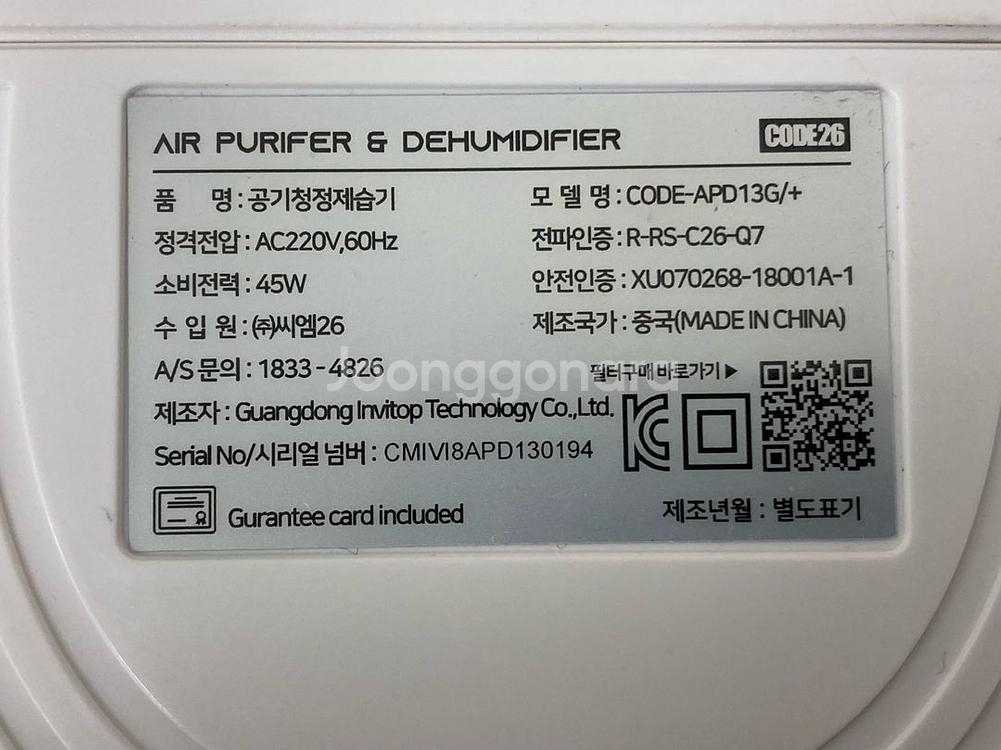 AIR PURIFER & DEHUMIDIFIER CODE26
품 명 : 공기청정제습기 모 델 명 : CODE-APD13G/+
정격전압 : AC220V,60Hz 전파인증 : R-RS-C26-Q7
소비전력 : 45W 안전인증 : XU070268-18001A-1
수 입 원 : ㈜씨엠26 제조국가 : 중국(MADE IN CHINA)
A/S 문의 : 1833-4826 필터구매 바로가기 ▶
Joonggonara
제조자 : Guangdong Invitop Technology Co.,Ltd.
Serial No/시리얼 넘버 : CMIVI8APD130194
Gurantee card included 제조년월 : 별도표기